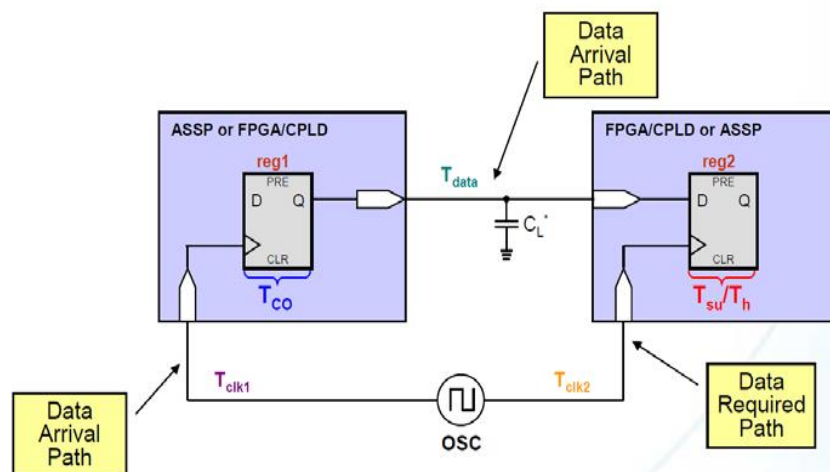 Data
Arrival
Path
ASSP or FPGA/CPLD
FPGA/CPLD or ASSP
reg1
reg2
PRE
D Q
CLR
Tco
Tdata
CL*
PRE
D Q
CLR
Tsu/Th
Tclk1
Tclk2
OSC
Data
Arrival
Path
Data
Required
Path